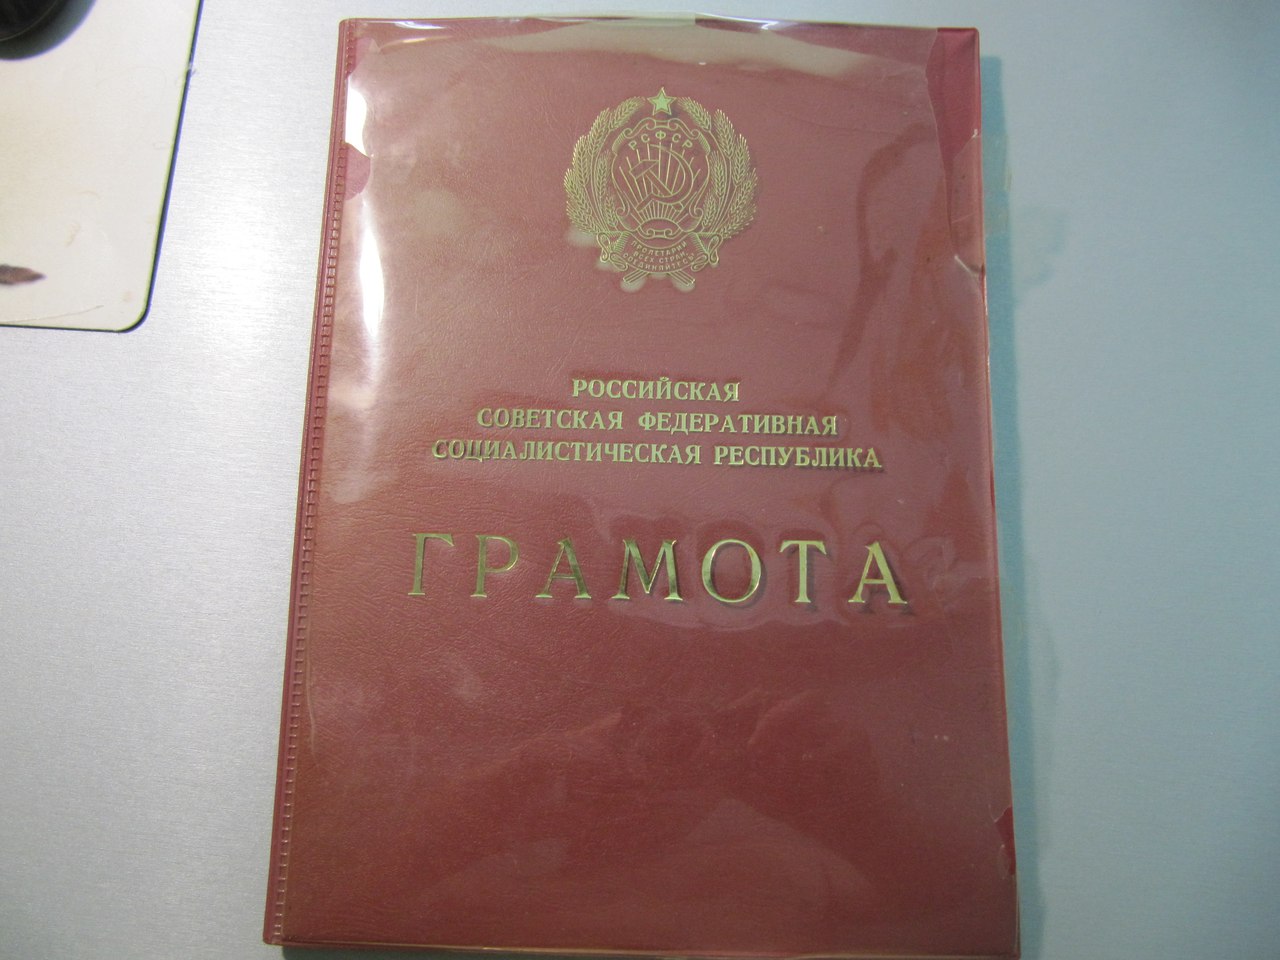 РСФСР
ПРОЛЕТАРИИ
ВСЕХ СТРАН,
СОЕДИНЯЙТЕСЬ!
РОССИЙСКАЯ
СОВЕТСКАЯ ФЕДЕРАТИВНАЯ
СОЦИАЛИСТИЧЕСКАЯ РЕСПУБЛИКА
ГРАМОТА